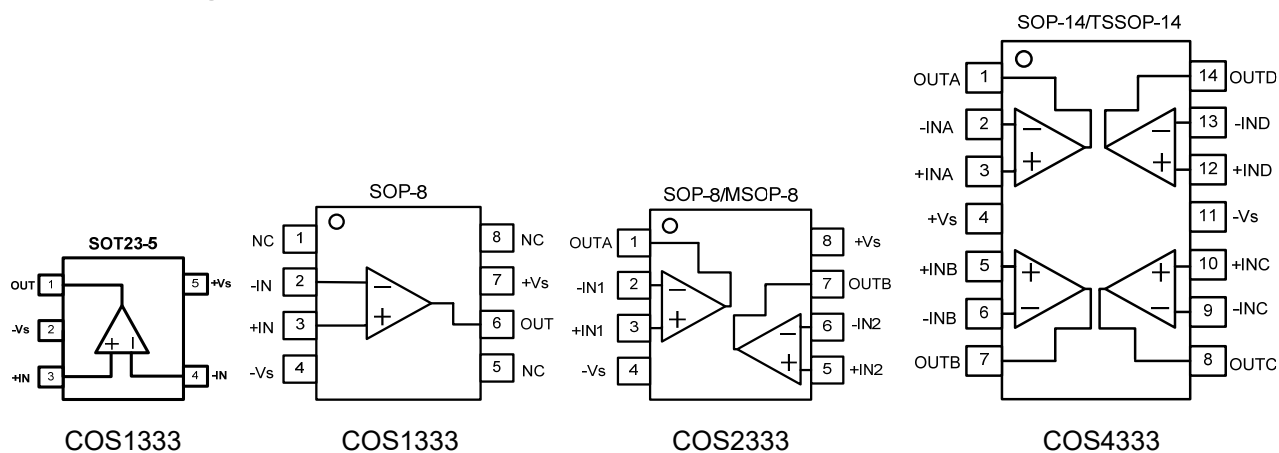 SOT23-5
OUT 1 5 +Vs
-Vs 2
+IN 3 4 -IN
COS1333
SOP-8
NC 1 8 NC
-IN 2 7 +Vs
+IN 3 6 OUT
-Vs 4 5 NC
COS1333
SOP-8/MSOP-8
OUTA 1 8 +Vs
-IN1 2 7 OUTB
+IN1 3 6 -IN2
-Vs 4 5 +IN2
COS2333
SOP-14/TSSOP-14
OUTA 1 14 OUTD
-INA 2 13 -IND
+INA 3 12 +IND
+Vs 4 11 -Vs
+INB 5 10 +INC
-INB 6 9 -INC
OUTB 7 8 OUTC
COS4333